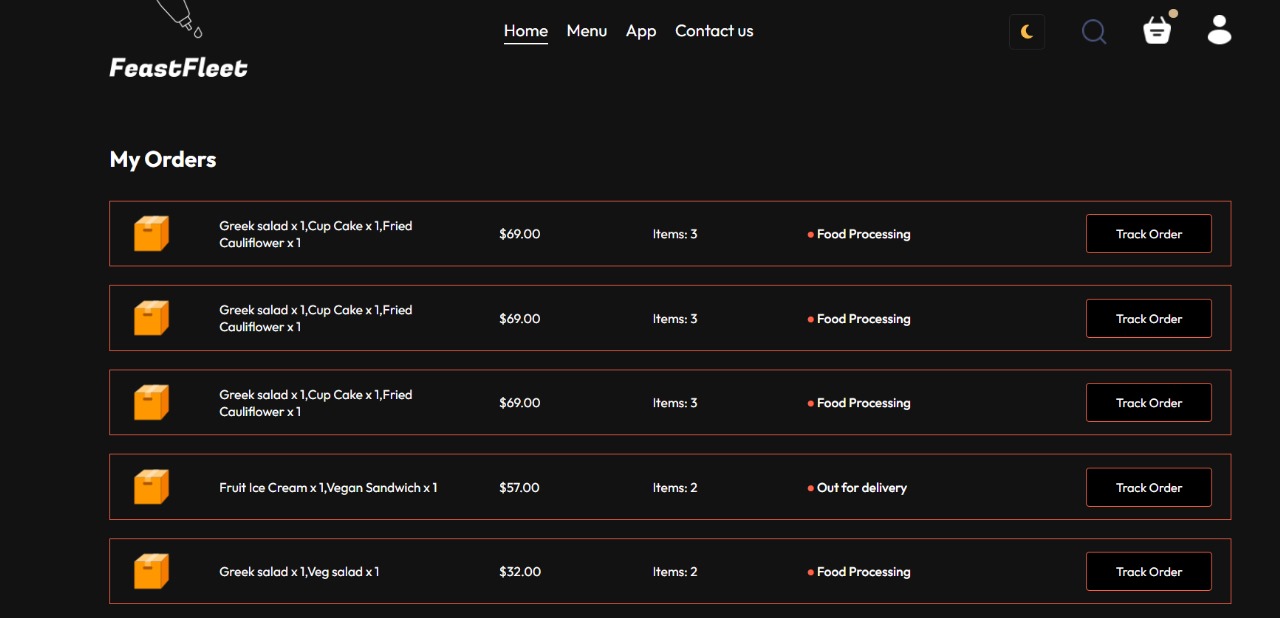 Home Menu App Contact us
FeastFleet
My Orders
Greek salad x 1,Cup Cake x 1,Fried
Cauliflower x 1
$69.00
Items: 3
Food Processing
Track Order
Greek salad x 1,Cup Cake x 1,Fried
Cauliflower x 1
$69.00
Items: 3
Food Processing
Track Order
Greek salad x 1,Cup Cake x 1,Fried
Cauliflower x 1
$69.00
Items: 3
Food Processing
Track Order
Fruit Ice Cream x 1,Vegan Sandwich x 1
$57.00
Items: 2
Out for delivery
Track Order
Greek salad x 1,Veg salad x 1
$32.00
Items: 2
Food Processing
Track Order